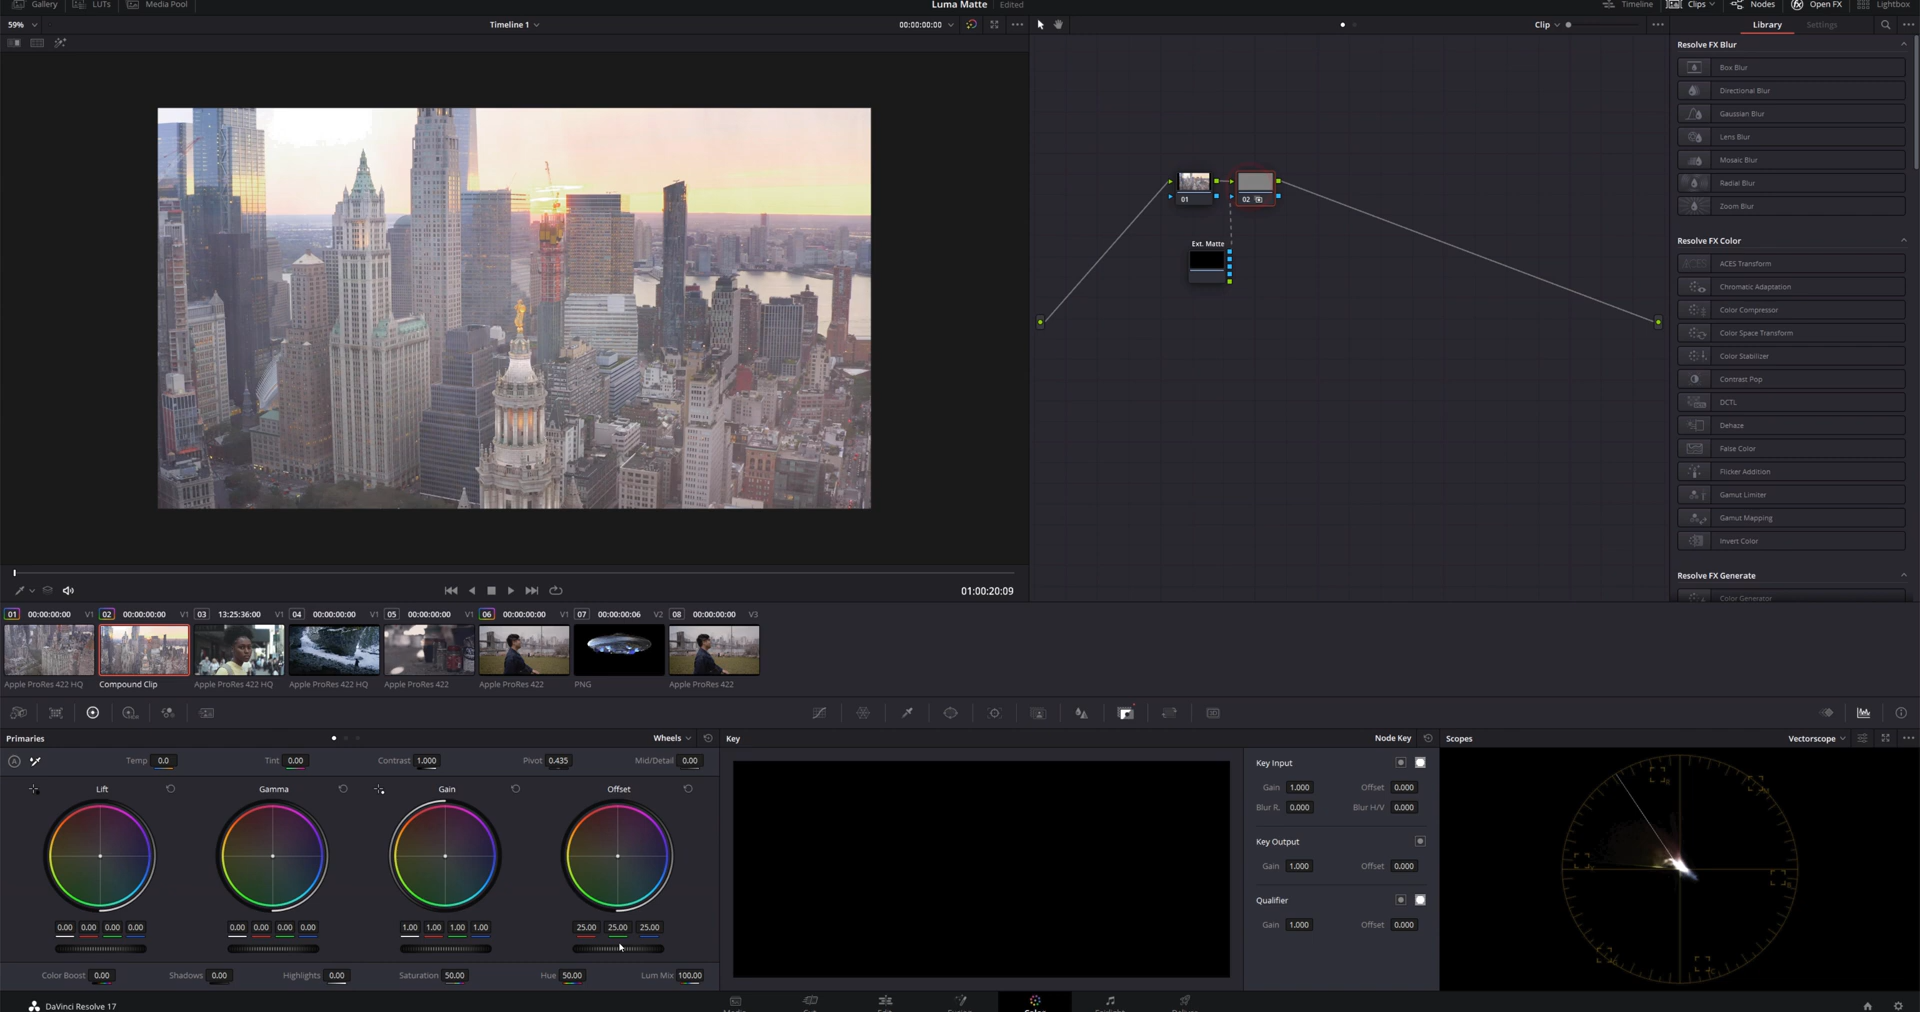 Gallery LUTs Media Pool Luma Matte Edited Timeline Clips Nodes Open FX Lightbox
59% Timeline 1 00:00:00:00 Clip Library Settings
Resolve FX Blur
Box Blur
Directional Blur
Gaussian Blur
Lens Blur
Mosaic Blur
Radial Blur
Zoom Blur
Resolve FX Color
ACES Transform
Chromatic Adaptation
Color Compressor
Color Space Transform
Color Stabilizer
Contrast Pop
DCTL
Dehaze
False Color
Flicker Addition
Gamut Limiter
Gamut Mapping
Invert Color
Resolve FX Generate
Color Generator
01 02
Ext. Matte
01:00:20:09
01 00:00:00:00 V1 02 00:00:00:00 V1 03 13:25:36:00 V1 04 00:00:00:00 V1 05 00:00:00:00 V1 06 00:00:00:00 V1 07 00:00:00:06 V2 08 00:00:00:00 V3
Apple ProRes 422 HQ Compound Clip Apple ProRes 422 HQ Apple ProRes 422 HQ Apple ProRes 422 Apple ProRes 422 PNG Apple ProRes 422
Primaries Wheels Key Node Key Scopes Vectorscope
Temp 0.0 Tint 0.00 Contrast 1.000 Pivot 0.435 Mid/Detail 0.00
Lift Gamma Gain Offset
0.00 0.00 0.00 0.00 0.00 0.00 0.00 0.00 1.00 1.00 1.00 1.00 25.00 25.00 25.00
Color Boost 0.00 Shadows 0.00 Highlights 0.00 Saturation 50.00 Hue 50.00 Lum Mix 100.00
Key Input
Gain 1.000 Offset 0.000
Blur R. 0.000 Blur H/V 0.000
Key Output
Gain 1.000 Offset 0.000
Qualifier
Gain 1.000 Offset 0.000
DaVinci Resolve 17